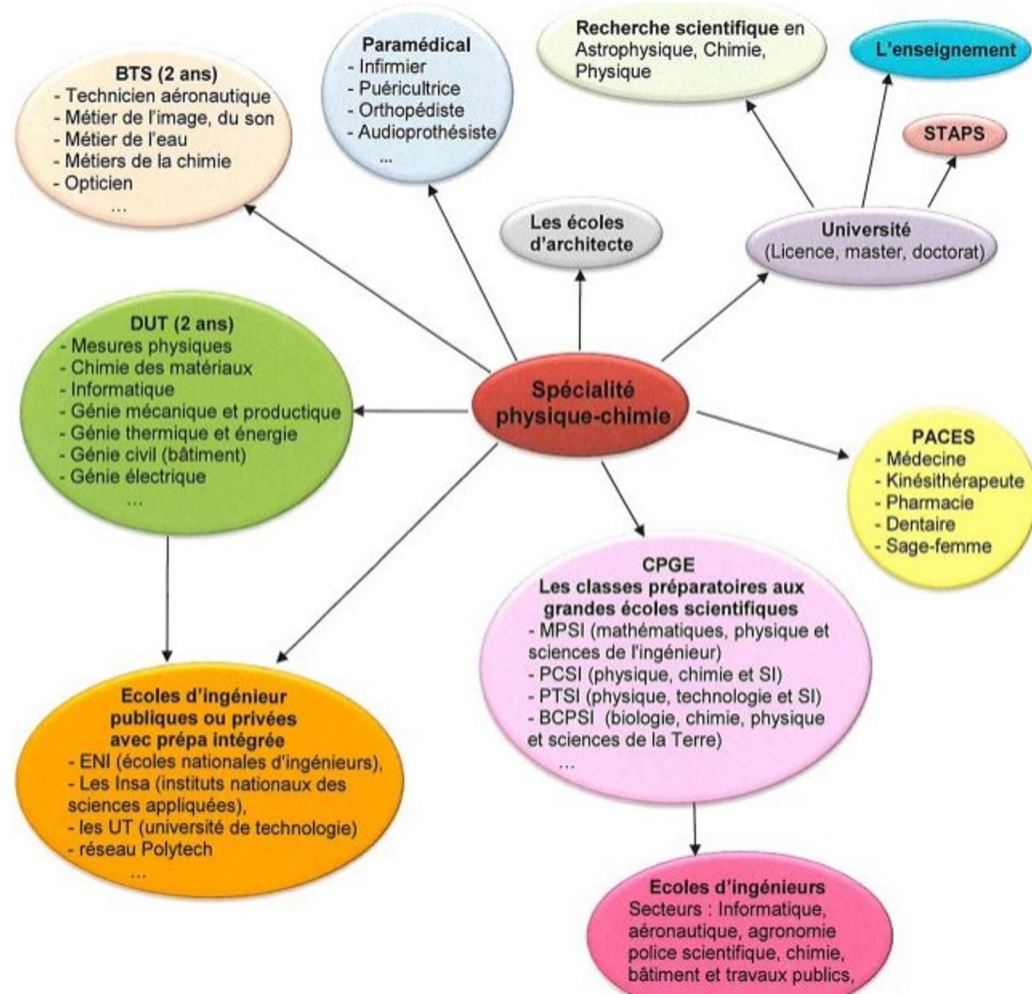 BTS (2 ans)
- Technicien aéronautique
- Métier de l'image, du son
- Métier de l'eau
- Métiers de la chimie
- Opticien
...
Paramédical
- Infirmier
- Puéricultrice
- Orthopédiste
- Audioprothésiste
...
Recherche scientifique en
Astrophysique, Chimie,
Physique
L'enseignement
STAPS
Les écoles
d'architecte
Université
(Licence, master, doctorat)
DUT (2 ans)
- Mesures physiques
- Chimie des matériaux
- Informatique
- Génie mécanique et productique
- Génie thermique et énergie
- Génie civil (bâtiment)
- Génie électrique
...
Spécialité
physique-chimie
PACES
- Médecine
- Kinésithérapeute
- Pharmacie
- Dentaire
- Sage-femme
CPGE
Les classes préparatoires aux
grandes écoles scientifiques
- MPSI (mathématiques, physique et
sciences de l'ingénieur)
- PCSI (physique, chimie et SI)
- PTSI (physique, technologie et SI)
- BCPSI (biologie, chimie, physique
et sciences de la Terre)
...
Ecoles d'ingénieur
publiques ou privées
avec prépa intégrée
- ENI (écoles nationales d'ingénieurs),
- Les Insa (instituts nationaux des
sciences appliquées),
- les UT (université de technologie)
- réseau Polytech
...
Ecoles d'ingénieurs
Secteurs : Informatique,
aéronautique, agronomie
police scientifique, chimie,
bâtiment et travaux publics,